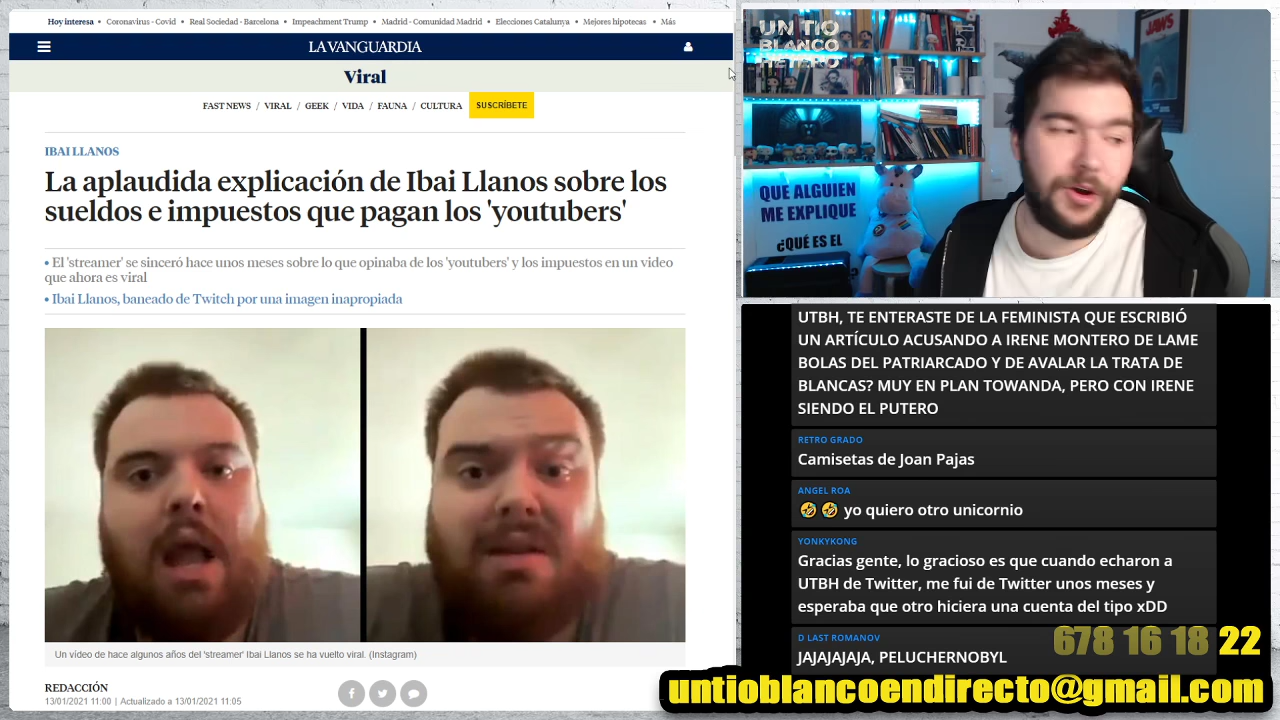 Hoy interesa • Coronavirus - Covid • Real Sociedad - Barcelona • Impeachment Trump • Madrid - Comunidad Madrid • Elecciones Catalunya • Mejores hipotecas • Más
LA VANGUARDIA
Viral
FAST NEWS / VIRAL / GEEK / VIDA / FAUNA / CULTURA SUSCRÍBETE
IBAI LLANOS
La aplaudida explicación de Ibai Llanos sobre los
sueldos e impuestos que pagan los 'youtubers'
• El 'streamer' se sinceró hace unos meses sobre lo que opinaba de los 'youtubers' y los impuestos en un vídeo
que ahora es viral
• Ibai Llanos, baneado de Twitch por una imagen inapropiada
Un vídeo de hace algunos años del 'streamer' Ibai Llanos se ha vuelto viral. (Instagram)
REDACCIÓN
13/01/2021 11:00 | Actualizado a 13/01/2021 11:05
UN TIO
BLANCO
HETERO
JAWS
QUE ALGUIEN
ME EXPLIQUE
¿QUÉ ES EL
UTBH, TE ENTERASTE DE LA FEMINISTA QUE ESCRIBIÓ
UN ARTÍCULO ACUSANDO A IRENE MONTERO DE LAME
BOLAS DEL PATRIARCADO Y DE AVALAR LA TRATA DE
BLANCAS? MUY EN PLAN TOWANDA, PERO CON IRENE
SIENDO EL PUTERO
RETRO GRADO
Camisetas de Joan Pajas
ANGEL ROA
🤣 🤣 yo quiero otro unicornio
YONKYKONG
Gracias gente, lo gracioso es que cuando echaron a
UTBH de Twitter, me fui de Twitter unos meses y
esperaba que otro hiciera una cuenta del tipo xDD
D LAST ROMANOV
JAJAJAJAJA, PELUCHERNOBYL
678 16 18 22
untioblancoendirecto@gmail.com